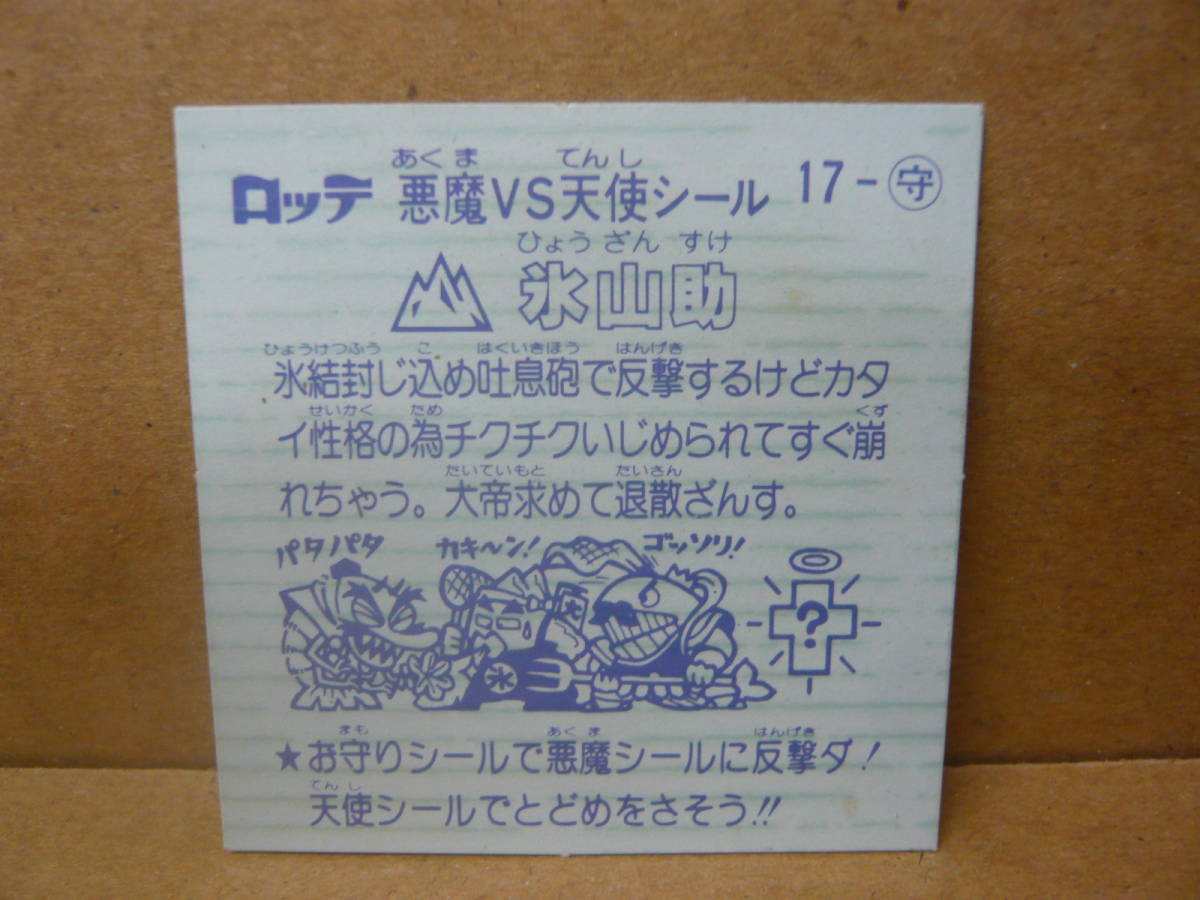 あくま てんし
ロッテ 悪魔VS天使シール 17-守
ひょうざんすけ
氷山助
ひょうけつふう こ はくいきほう はんげき
氷結封じ込め吐息砲で反撃するけどカタ
せいかく ため くず
イ性格の為チクチクいじめられてすぐ崩
たいていもと たいさん
れちゃう。大帝求めて退散ざんす。
パタパタ カキ〜ン! ゴッソリ!
大
氷
?
まも あくま はんげき
★お守りシールで悪魔シールに反撃ダ!
てんし
天使シールでとどめをさそう!!